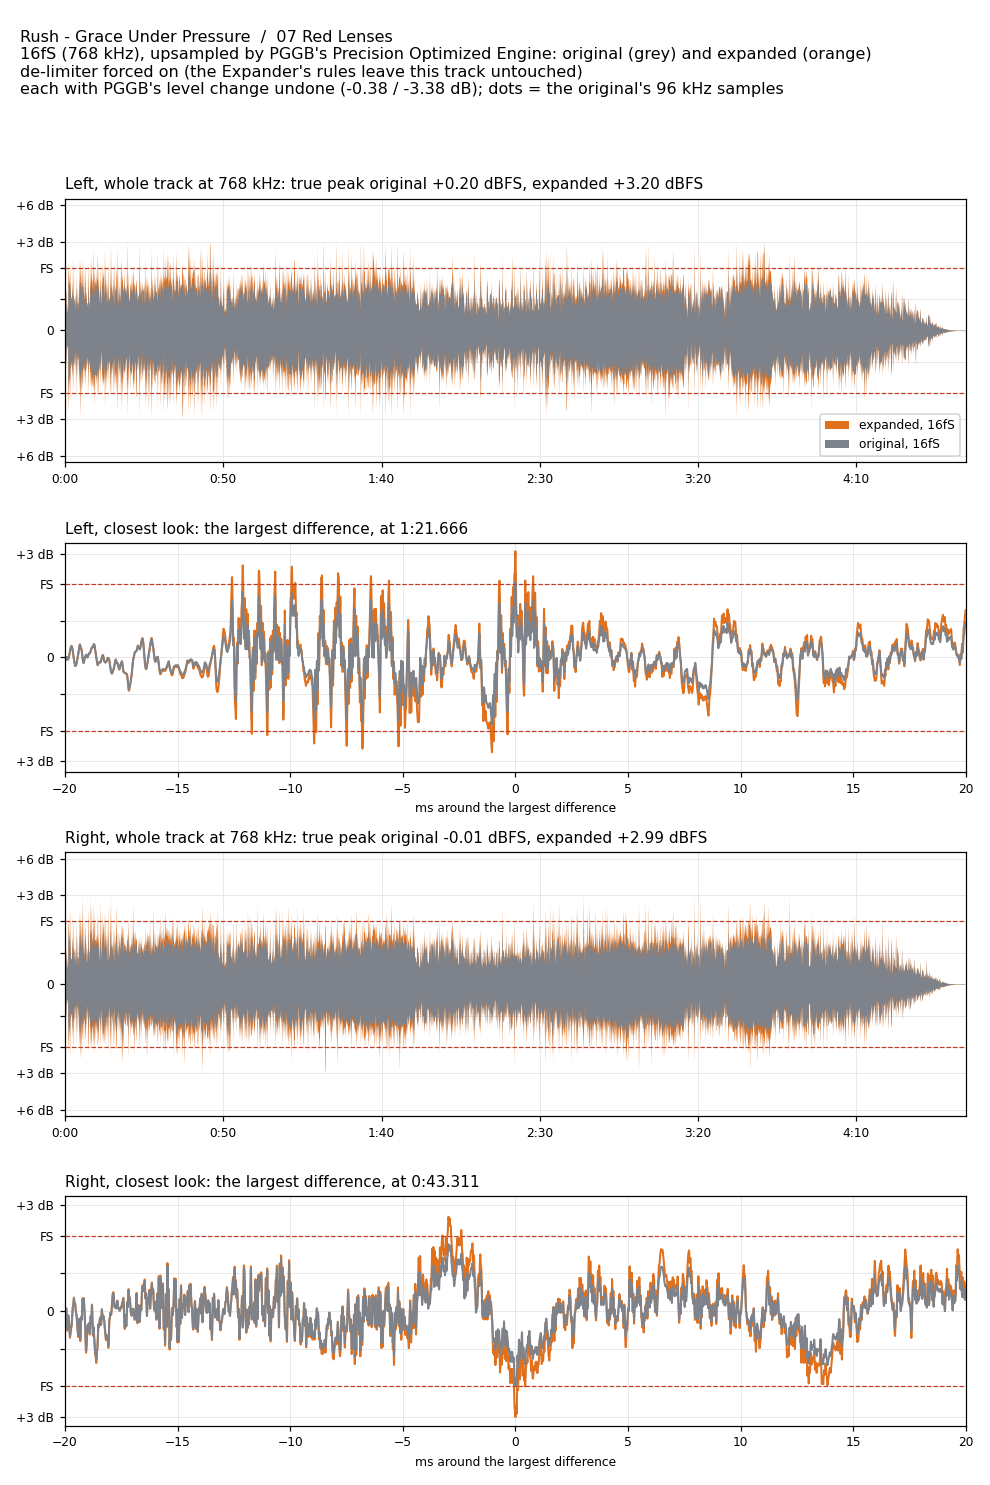 Rush - Grace Under Pressure / 07 Red Lenses
16fS (768 kHz), upsampled by PGGB's Precision Optimized Engine: original (grey) and expanded (orange)
de-limiter forced on (the Expander's rules leave this track untouched)
each with PGGB's level change undone (-0.38 / -3.38 dB); dots = the original's 96 kHz samples
Left, whole track at 768 kHz: true peak original +0.20 dBFS, expanded +3.20 dBFS
+6 dB
+3 dB
FS
0
FS
+3 dB
+6 dB
expanded, 16fS
original, 16fS
0:00 0:50 1:40 2:30 3:20 4:10
Left, closest look: the largest difference, at 1:21.666
+3 dB
FS
0
FS
+3 dB
−20 −15 −10 −5 0 5 10 15 20
ms around the largest difference
Right, whole track at 768 kHz: true peak original -0.01 dBFS, expanded +2.99 dBFS
+6 dB
+3 dB
FS
0
FS
+3 dB
+6 dB
0:00 0:50 1:40 2:30 3:20 4:10
Right, closest look: the largest difference, at 0:43.311
+3 dB
FS
0
FS
+3 dB
−20 −15 −10 −5 0 5 10 15 20
ms around the largest difference